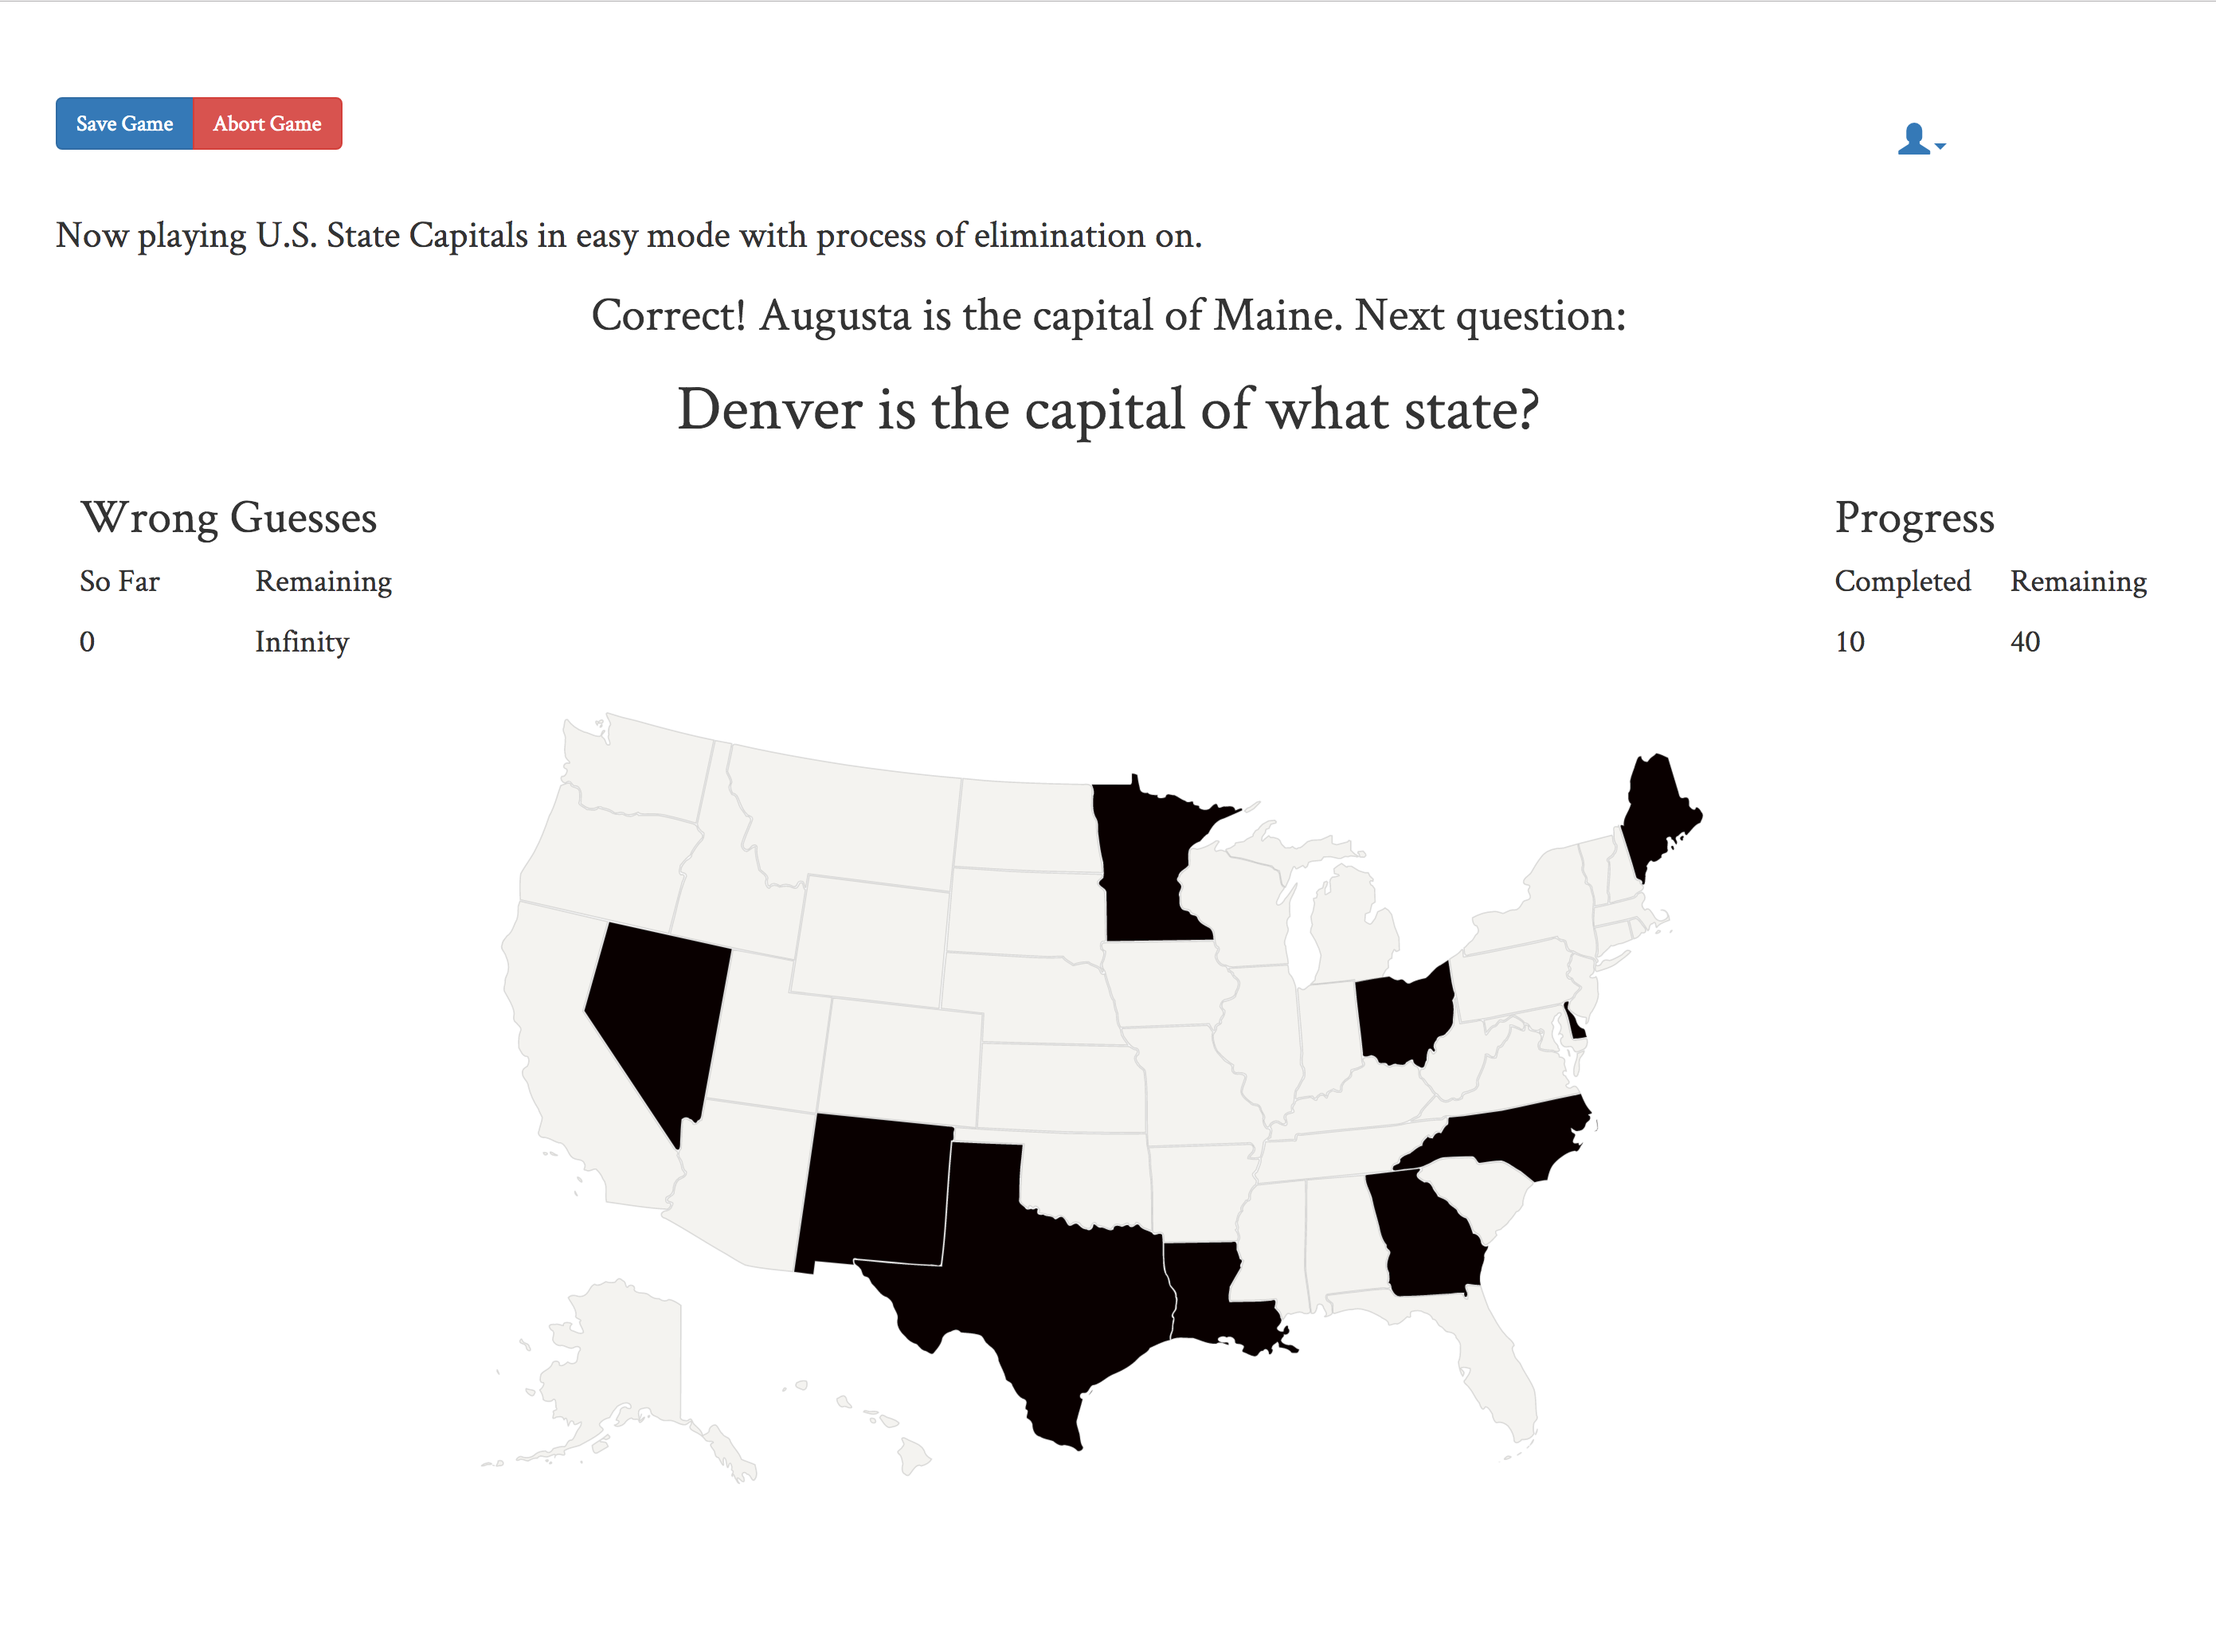 Save Game Abort Game
Now playing U.S. State Capitals in easy mode with process of elimination on.
Correct! Augusta is the capital of Maine. Next question:
Denver is the capital of what state?
Wrong Guesses
So Far Remaining
0 Infinity
Progress
Completed Remaining
10 40